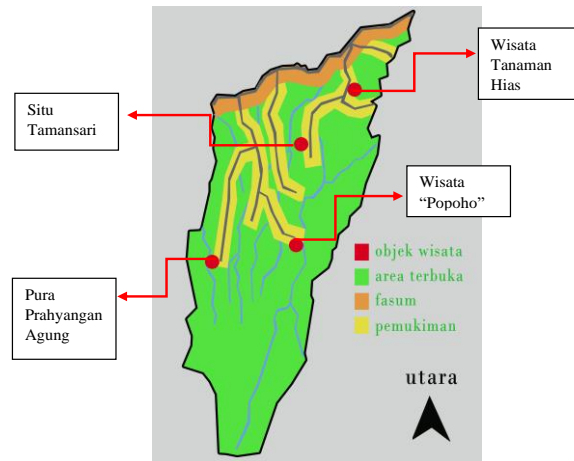 Wisata
Tanaman
Hias
Situ
Tamansari
Wisata
“Popoho”
Pura
Prahyangan
Agung
objek wisata
area terbuka
fasum
pemukiman
utara